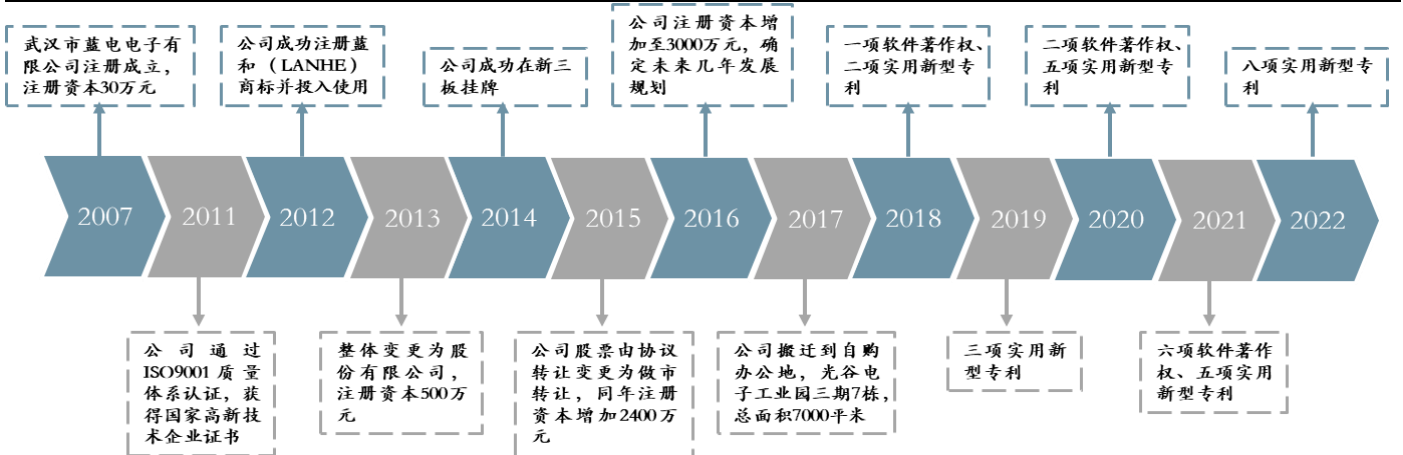 武汉市蓝电电子有
限公司注册成立，
注册资本30万元
公司成功注册蓝
和（LANHE）
商标并投入使用
公司成功在新三
板挂牌
公司注册资本增
加至3000万元，确
定未来几年发展
规划
一项软件著作权、
二项实用新型专
利
二项软件著作权、
五项实用新型专
利
八项实用新型专
利
2007
2011
2012
2013
2014
2015
2016
2017
2018
2019
2020
2021
2022
公司通过
ISO9001质量
体系认证，获
得国家高新技
术企业证书
整体变更为股
份有限公司，
注册资本500万
元
公司股票由协议
转让变更为做市
转让，同年注册
资本增加2400万
元
公司搬迁到自购
办公地，光谷电
子工业园三期7栋，
总面积7000平米
三项实用新
型专利
六项软件著作
权、五项实用
新型专利